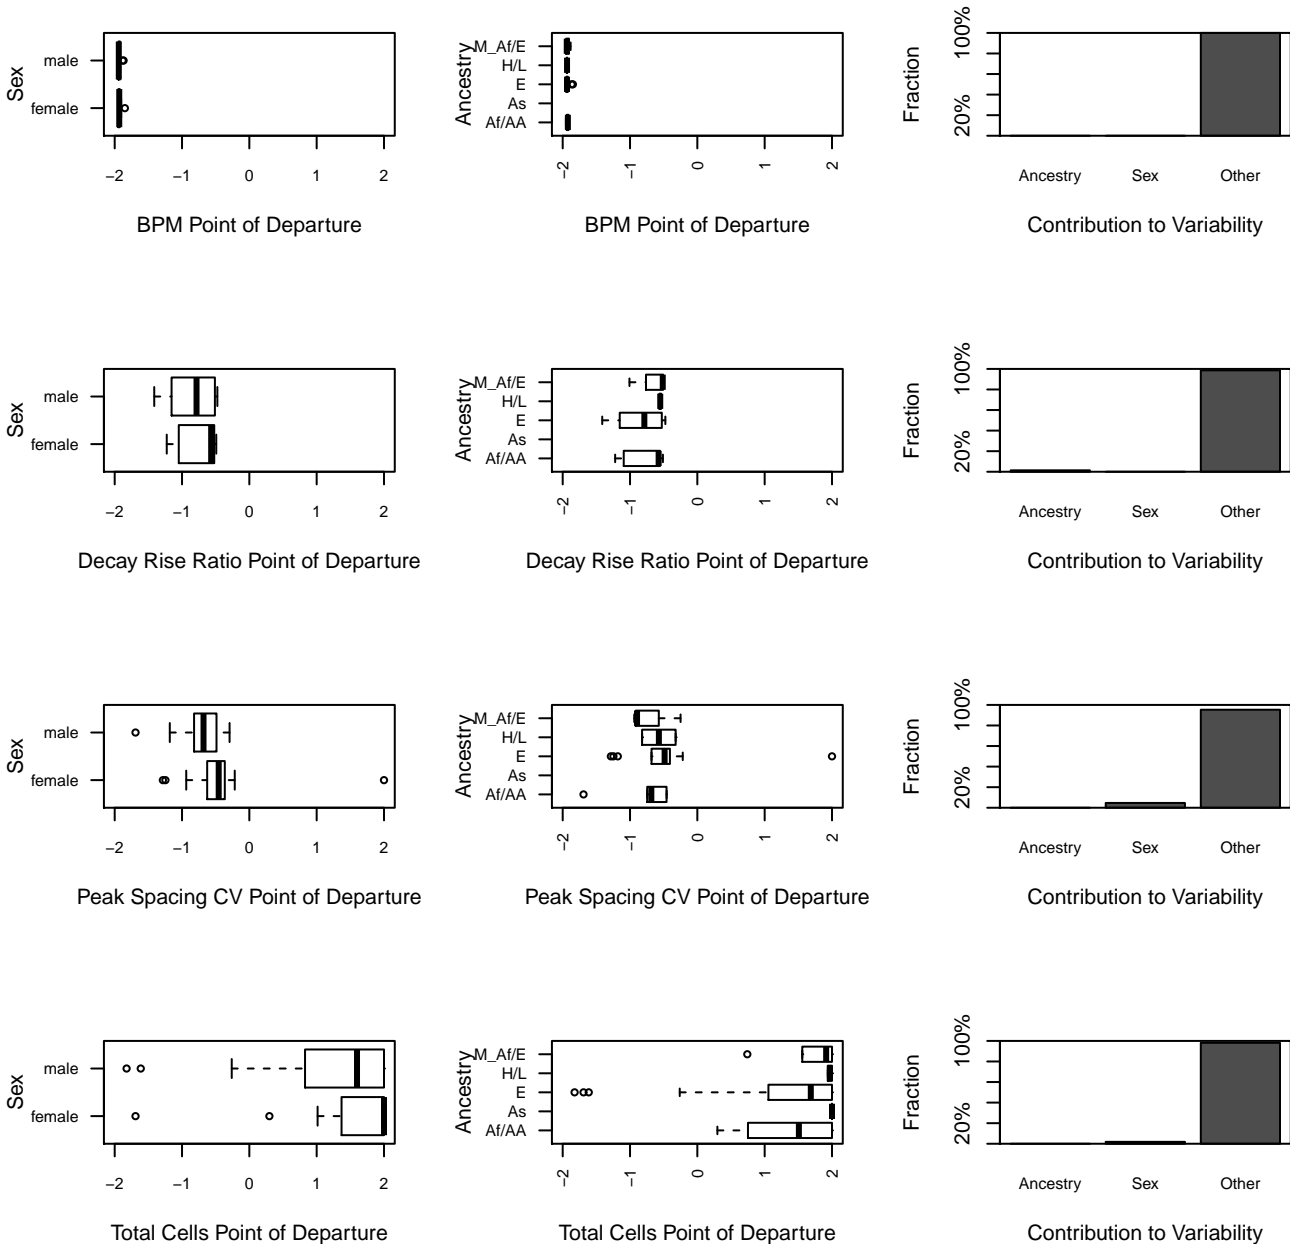 Sex
male
female
−2 −1 0 1 2
BPM Point of Departure
Ancestry
M_Af/E
H/L
E
As
Af/AA
−2 −1 0 1 2
BPM Point of Departure
Fraction
100%
20%
Ancestry Sex Other
Contribution to Variability
Sex
male
female
−2 −1 0 1 2
Decay Rise Ratio Point of Departure
Ancestry
M_Af/E
H/L
E
As
Af/AA
−2 −1 0 1 2
Decay Rise Ratio Point of Departure
Fraction
100%
20%
Ancestry Sex Other
Contribution to Variability
Sex
male
female
−2 −1 0 1 2
Peak Spacing CV Point of Departure
Ancestry
M_Af/E
H/L
E
As
Af/AA
−2 −1 0 1 2
Peak Spacing CV Point of Departure
Fraction
100%
20%
Ancestry Sex Other
Contribution to Variability
Sex
male
female
−2 −1 0 1 2
Total Cells Point of Departure
Ancestry
M_Af/E
H/L
E
As
Af/AA
−2 −1 0 1 2
Total Cells Point of Departure
Fraction
100%
20%
Ancestry Sex Other
Contribution to Variability